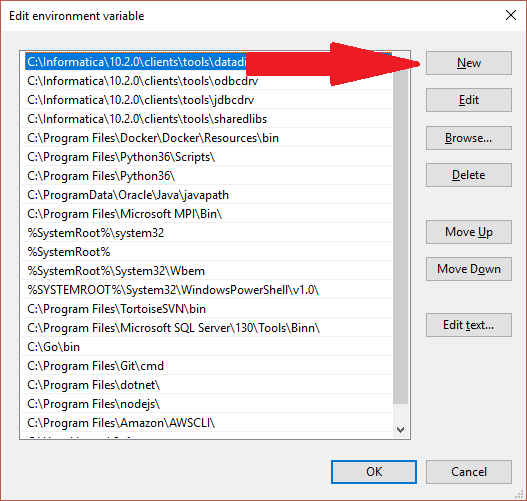 Edit environment variable
C:\Informatica\10.2.0\clients\tools\datadi
C:\Informatica\10.2.0\clients\tools\odbcdrv
C:\Informatica\10.2.0\clients\tools\jdbcdrv
C:\Informatica\10.2.0\clients\tools\sharedlibs
C:\Program Files\Docker\Docker\Resources\bin
C:\Program Files\Python36\Scripts\
C:\Program Files\Python36\
C:\ProgramData\Oracle\Java\javapath
C:\Program Files\Microsoft MPI\Bin\
%SystemRoot%\system32
%SystemRoot%
%SystemRoot%\System32\Wbem
%SYSTEMROOT%\System32\WindowsPowerShell\v1.0\
C:\Program Files\TortoiseSVN\bin
C:\Program Files\Microsoft SQL Server\130\Tools\Binn\
C:\Go\bin
C:\Program Files\Git\cmd
C:\Program Files\dotnet\
C:\Program Files\nodejs\
C:\Program Files\Amazon\AWSCLI\
New
Edit
Browse...
Delete
Move Up
Move Down
Edit text...
OK
Cancel